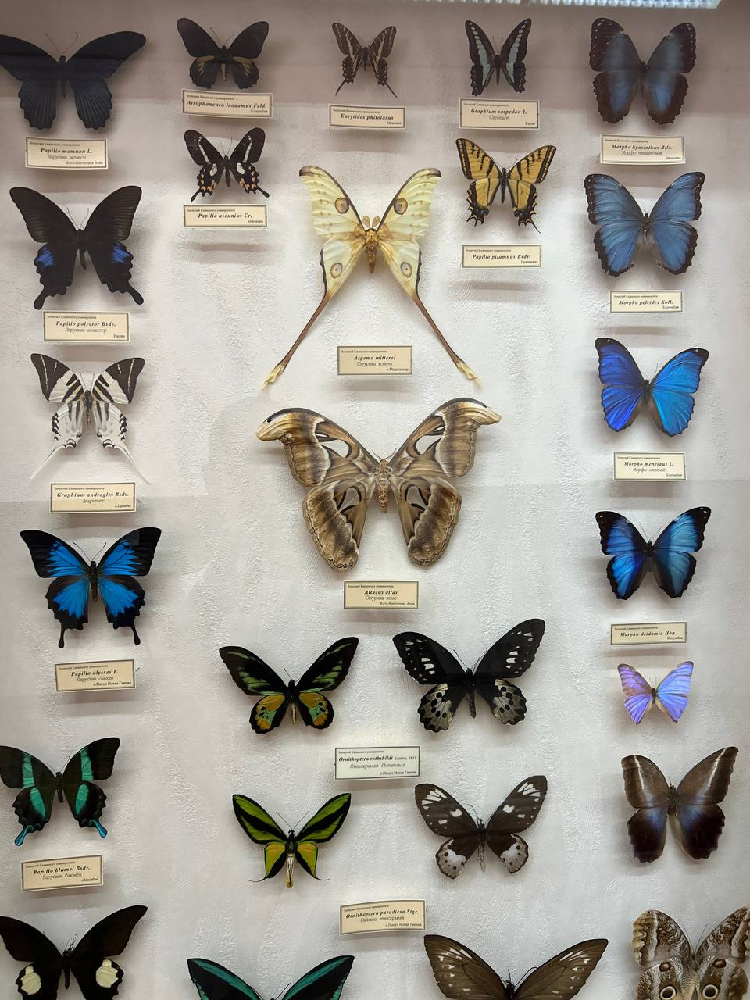 Зоомузей Казанского университета
Atrophaneura laodamus Feld.
Колумбия
Зоомузей Казанского университета
Eurytides phitolarus
Мексика
Зоомузей Казанского университета
Graphium sarpedon L.
Сарпедон
Китай
Зоомузей Казанского университета
Papilio memnon L.
Парусник мемнон
Юго-Восточная Азия
Зоомузей Казанского университета
Morpho hyacinthus Btlr.
Морфо гиацинтовый
Мексика
Зоомузей Казанского университета
Papilio ascanius Cr.
Бразилия
Зоомузей Казанского университета
Papilio pilumnus Bsdv.
Гватемала
Зоомузей Казанского университета
Morpho peleides Koll.
Колумбия
Зоомузей Казанского университета
Papilio polyctor Bsdv.
Парусник поликтор
Индия
Зоомузей Казанского университета
Argema mitterei
Сатурния комета
о.Мадагаскар
Зоомузей Казанского университета
Morpho menelaus L.
Морфо менелай
Колумбия
Зоомузей Казанского университета
Graphium androgles Bsdv.
Андроклес
о.Целебес
Зоомузей Казанского университета
Attacus atlas
Сатурния атлас
Юго-Восточная Азия
Зоомузей Казанского университета
Morpho deidamia Hbn.
Колумбия
Зоомузей Казанского университета
Papilio ulysses L.
Парусник
о.Папуа Новая Гвинея
Зоомузей Казанского университета
Ornithoptera rothshildi Kenrick, 1911
Птицекрылка Ротшильда
о.Папуа Новая Гвинея
Зоомузей Казанского университета
Papilio blumei Bsdv.
Парусник блюмеи
о.Целебес
Зоомузей Казанского университета
Ornithoptera paradisea Stgr.
Райская птицекрылка
о.Папуа Новая Гвинея